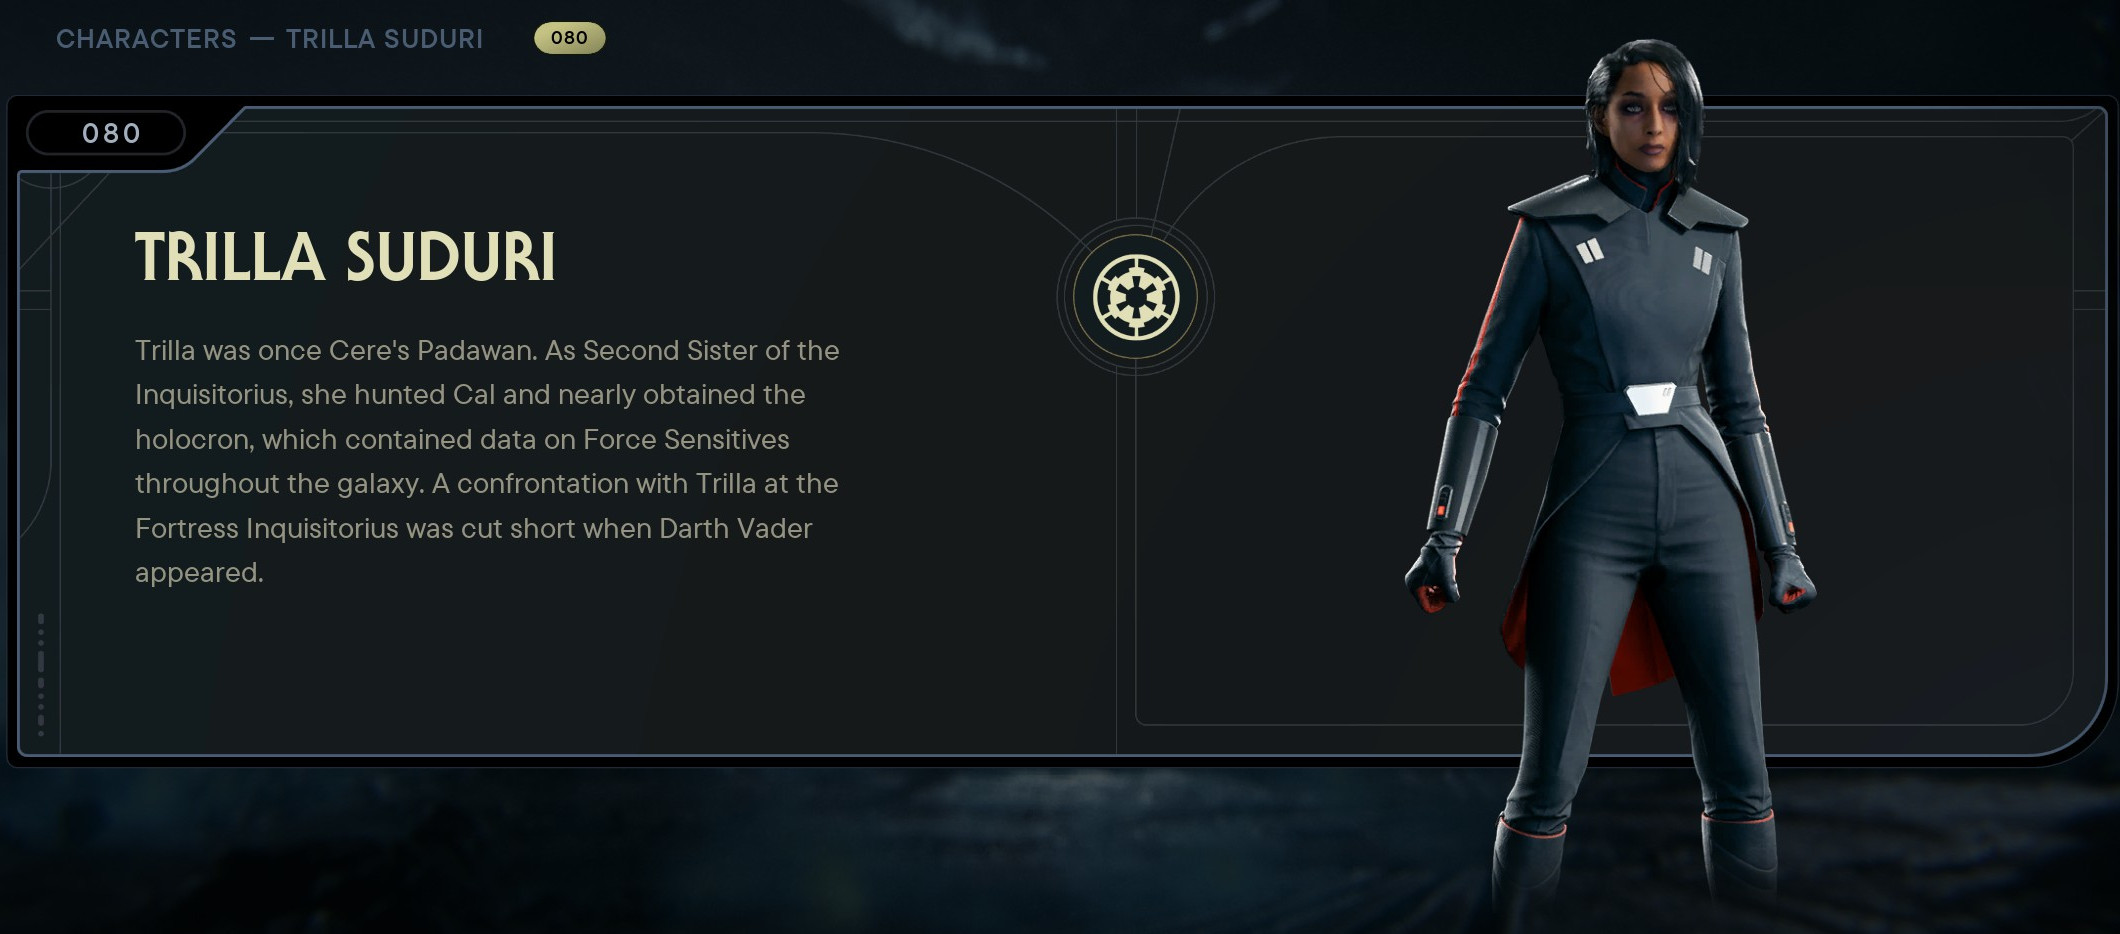 CHARACTERS — TRILLA SUDURI 080
080
TRILLA SUDURI
Trilla was once Cere's Padawan. As Second Sister of the
Inquisitorius, she hunted Cal and nearly obtained the
holocron, which contained data on Force Sensitives
throughout the galaxy. A confrontation with Trilla at the
Fortress Inquisitorius was cut short when Darth Vader
appeared.